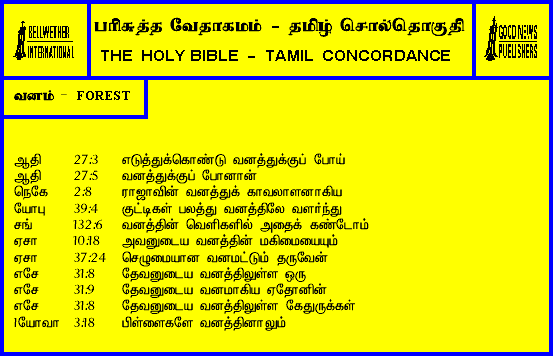 BELLWETHER
INTERNATIONAL
பரிசுத்த வேதாகமம் – தமிழ் சொல்தொகுதி
THE HOLY BIBLE – TAMIL CONCORDANCE
GOOD NEWS
PUBLISHERS
வனம் – FOREST
ஆதி 27:3 எடுத்துக்கொண்டு வனத்துக்குப் போய்
ஆதி 27:5 வனத்துக்குப் போனான்
நெகே 2:8 ராஜாவின் வனத்துக் காவலாளனாகிய
யோபு 39:4 குட்டிகள் பலத்து வனத்திலே வளர்ந்து
சங் 132:6 வனத்தின் வெளிகளில் அதைக் கண்டோம்
ஏசா 10:18 அவனுடைய வனத்தின் மகிமையையும்
ஏசா 37:24 செழுமையான வனமட்டும் தருவேன்
எசே 31:8 தேவனுடைய வனத்திலுள்ள ஒரு
எசே 31:9 தேவனுடைய வனமாகிய ஏதேனின்
எசே 31:8 தேவனுடைய வனத்திலுள்ள கேதுருக்கள்
1யோவா 3:18 பிள்ளைகளே வனத்தினாலும்